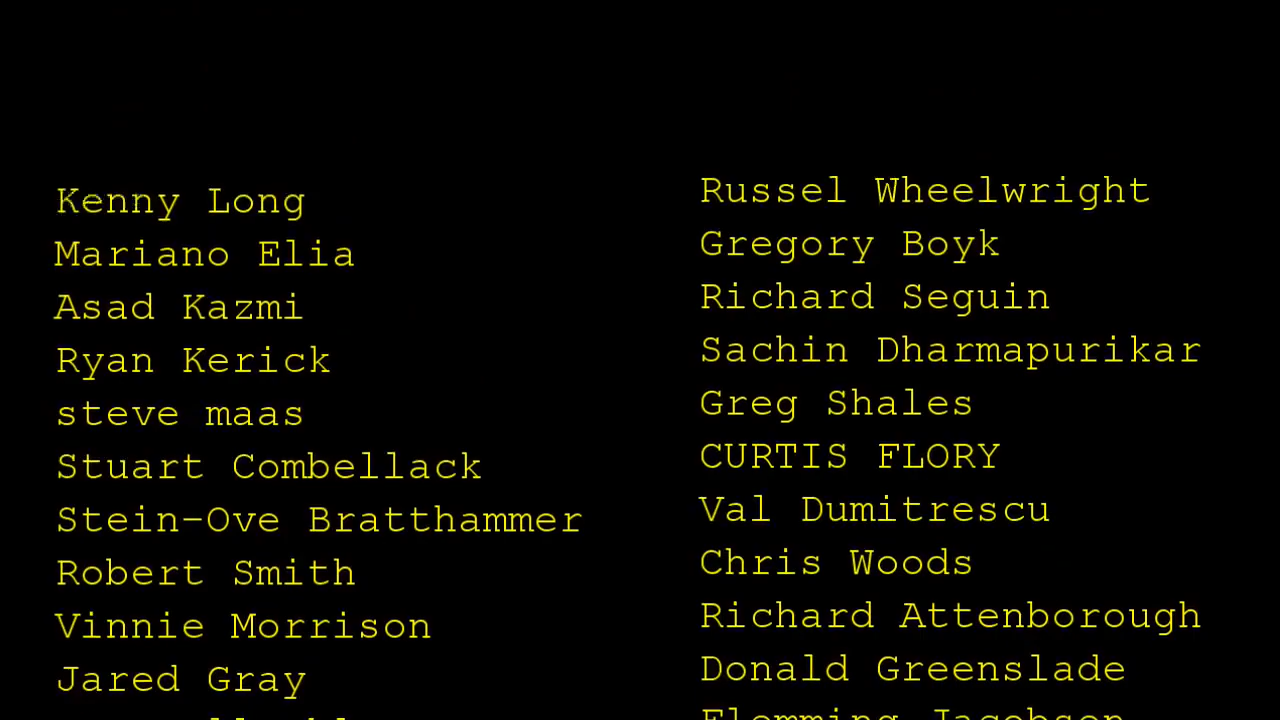 Kenny Long
Mariano Elia
Asad Kazmi
Ryan Kerick
steve maas
Stuart Combellack
Stein-Ove Bratthammer
Robert Smith
Vinnie Morrison
Jared Gray
Russel Wheelwright
Gregory Boyk
Richard Seguin
Sachin Dharmapurikar
Greg Shales
CURTIS FLORY
Val Dumitrescu
Chris Woods
Richard Attenborough
Donald Greenslade
Flemming Jacobsen